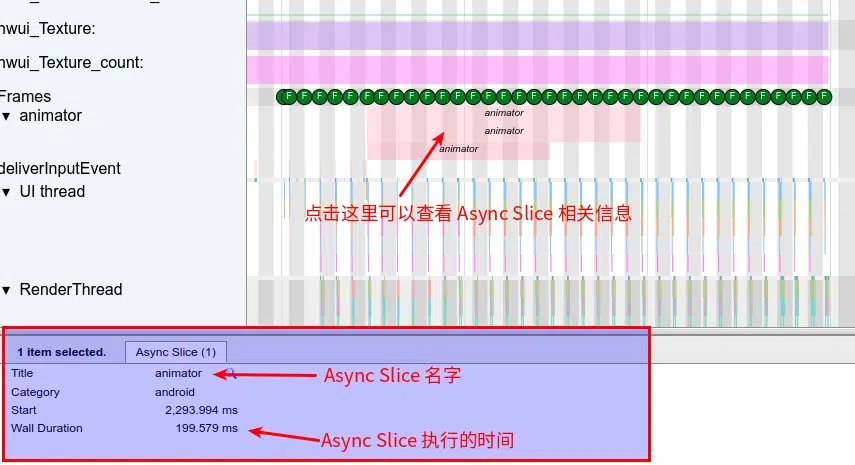 nwui_Texture:
nwui_Texture_count:
Frames
F F F F F F F F F F F F F F F F F F F F F F F F F F F F F F F F F F F F
▼ animator
animator
animator
animator
deliverInputEvent
▼ UI thread
点击这里可以查看 Async Slice 相关信息
▼ RenderThread
1 item selected. Async Slice (1)
Title animator
Async Slice 名字
Category android
Start 2,293.994 ms
Wall Duration 199.579 ms
Async Slice 执行的时间